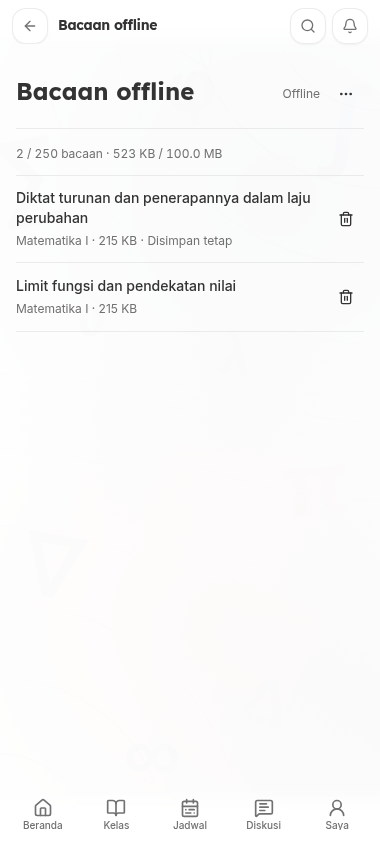 Bacaan offline
Bacaan offline
Offline
2 / 250 bacaan · 523 KB / 100.0 MB
Diktat turunan dan penerapannya dalam laju
perubahan
Matematika I · 215 KB · Disimpan tetap
Limit fungsi dan pendekatan nilai
Matematika I · 215 KB
Beranda
Kelas
Jadwal
Diskusi
Saya